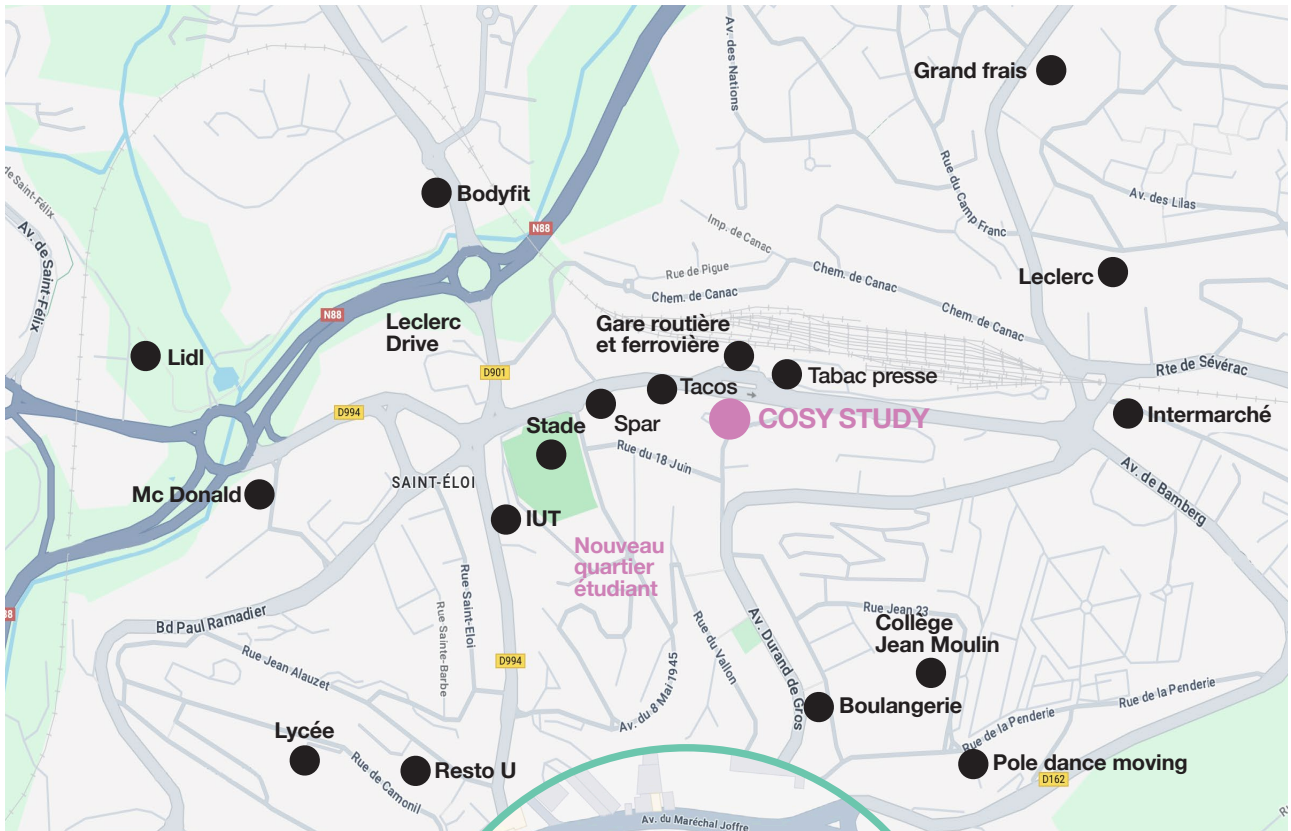 Av. des Nations
Grand frais
Rue du Camp Franc
Av. des Lilas
de Saint-Félix
Av. de Saint-Félix
Bodyfit
N88
Imp. de Canac
Rue de Pigue
Chem. de Canac
Chem. de Canac
Chem. de Canac
Leclerc
N88
Leclerc
Drive
Gare routière
et ferrovière
Lidl
D901
Tacos
Tabac presse
Rte de Sévérac
D994
Spar
COSY STUDY
Intermarché
Stade
Rue du 18 Juin
SAINT-ÉLOI
Mc Donald
IUT
Av. de Bamberg
Nouveau
quartier
étudiant
88
Bd Paul Ramadier
Rue Saint-Eloi
Rue Sainte-Barbe
Rue Jean 23
Collège
Jean Moulin
Rue Jean Alauzet
D994
Av. du 8 Mai 1945
Rue du Vallon
Av. Durand de Gros
Boulangerie
Rue de la Penderie
Rue de la Penderie
Lycée
Resto U
Rue de Camonil
Pole dance moving
D162
Av. du Maréchal Joffre